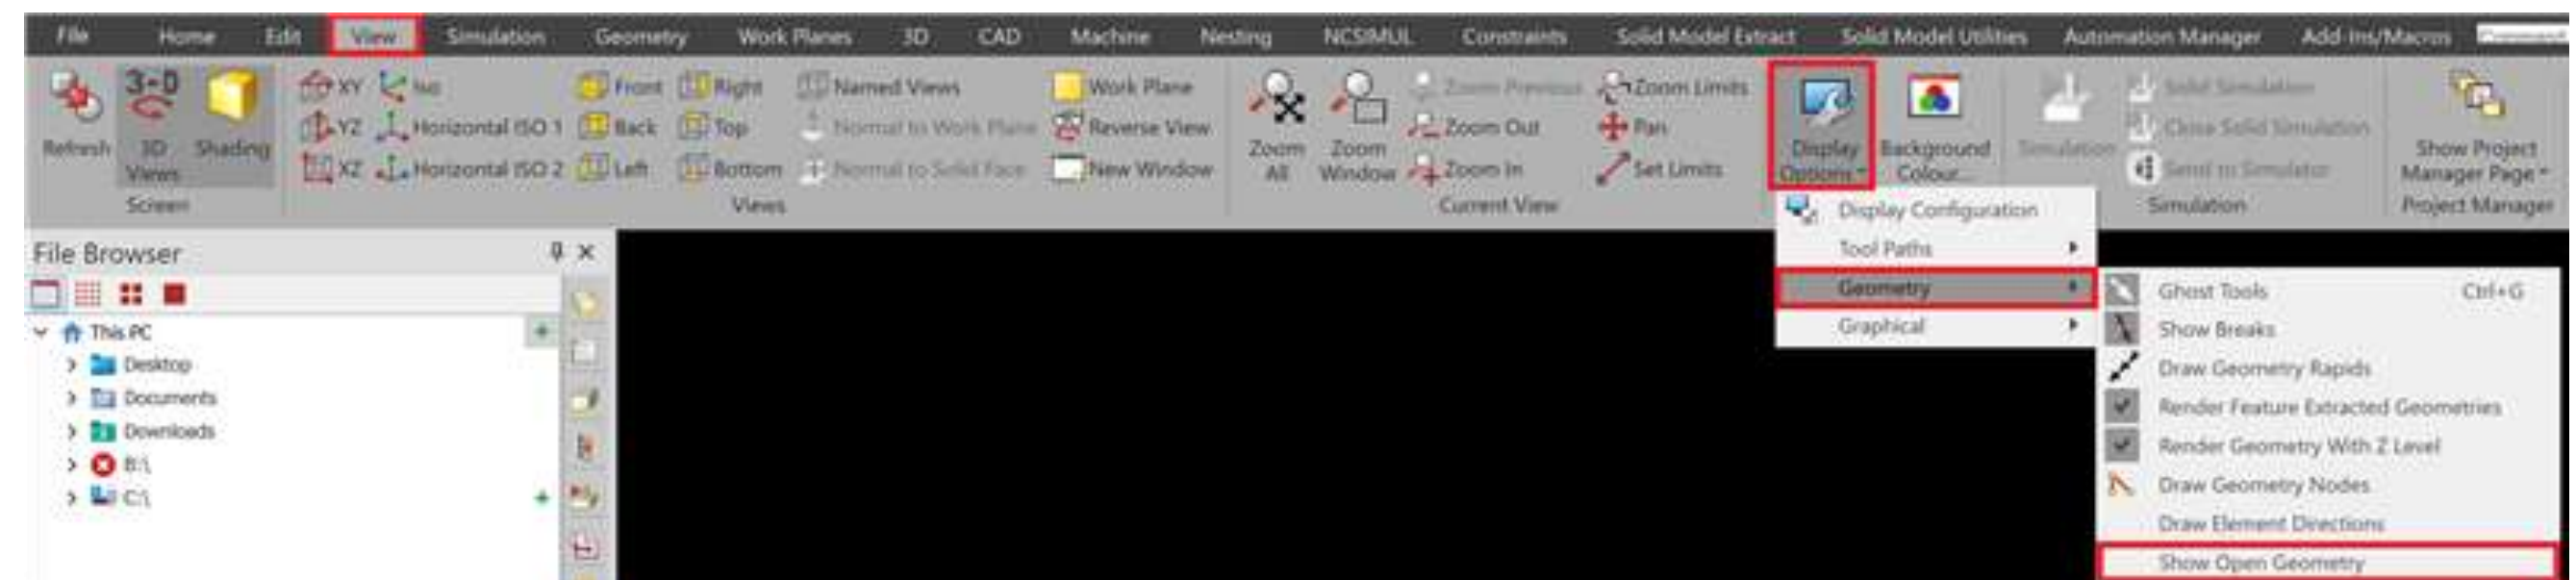 File Home Edit View Simulation Geometry Work Planes 3D CAD Machine Nesting NCSIMUL Constraints Solid Model Extract Solid Model Utilities Automation Manager Add-Ins/Macros
3-D
XY Iso Front Right Named Views Work Plane Zoom Previous Zoom Limits Solid Simulation
YZ Horizontal ISO 1 Back Top Normal to Work Plane Reverse View Zoom Out Pan Close Solid Simulation
Refresh 3D Views Shading Zoom All Zoom Window Display Options Background Colour... Simulation Show Project Manager Page
XZ Horizontal ISO 2 Left Bottom Normal to Solid Face New Window Zoom In Set Limits Send to Simulator
Screen Views Current View Simulation Project Manager
Display Configuration
Tool Paths
Geometry
Graphical
Ghost Tools Ctrl+G
Show Breaks
Draw Geometry Rapids
Render Feature Extracted Geometries
Render Geometry With Z Level
Draw Geometry Nodes
Draw Element Directions
Show Open Geometry
File Browser
This PC
Desktop
Documents
Downloads
B:\
C:\